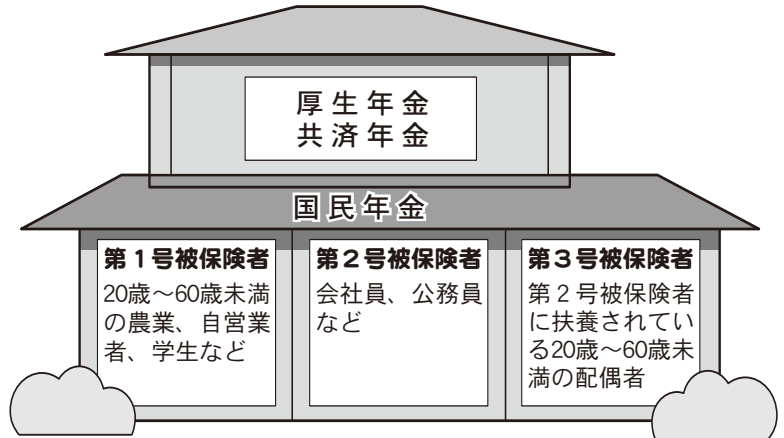 厚生年金
共済年金
国民年金
第1号被保険者
20歳～60歳未満
の農業、自営業
者、学生など
第2号被保険者
会社員、公務員
など
第3号被保険者
第2号被保険者
に扶養されてい
る20歳～60歳未
満の配偶者